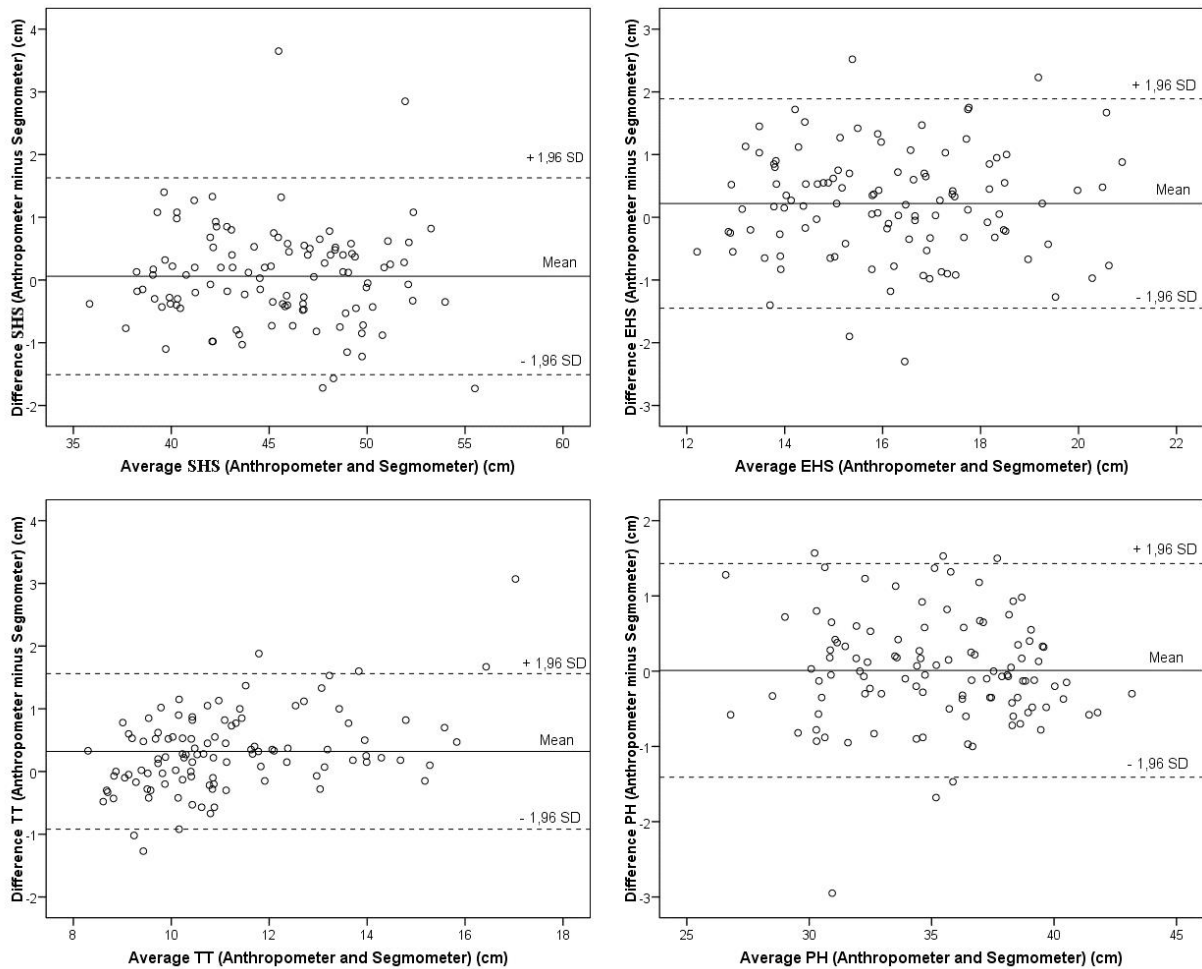 Difference SHS (Anthropometer minus Segmometer) (cm)
4
3
2
1
0
-1
-2
+ 1,96 SD
Mean
- 1,96 SD
35 40 45 50 55 60
Average SHS (Anthropometer and Segmometer) (cm)
Difference EHS (Anthropometer minus Segmometer) (cm)
3
2
1
0
-1
-2
-3
+ 1,96 SD
Mean
- 1,96 SD
12 14 16 18 20 22
Average EHS (Anthropometer and Segmometer) (cm)
Difference TT (Anthropometer minus Segmometer) (cm)
4
3
2
1
0
-1
-2
+ 1,96 SD
Mean
- 1,96 SD
8 10 12 14 16 18
Average TT (Anthropometer and Segmometer) (cm)
Difference PH (Anthropometer minus Segmometer) (cm)
2
1
0
-1
-2
-3
+ 1,96 SD
Mean
- 1,96 SD
25 30 35 40 45
Average PH (Anthropometer and Segmometer) (cm)